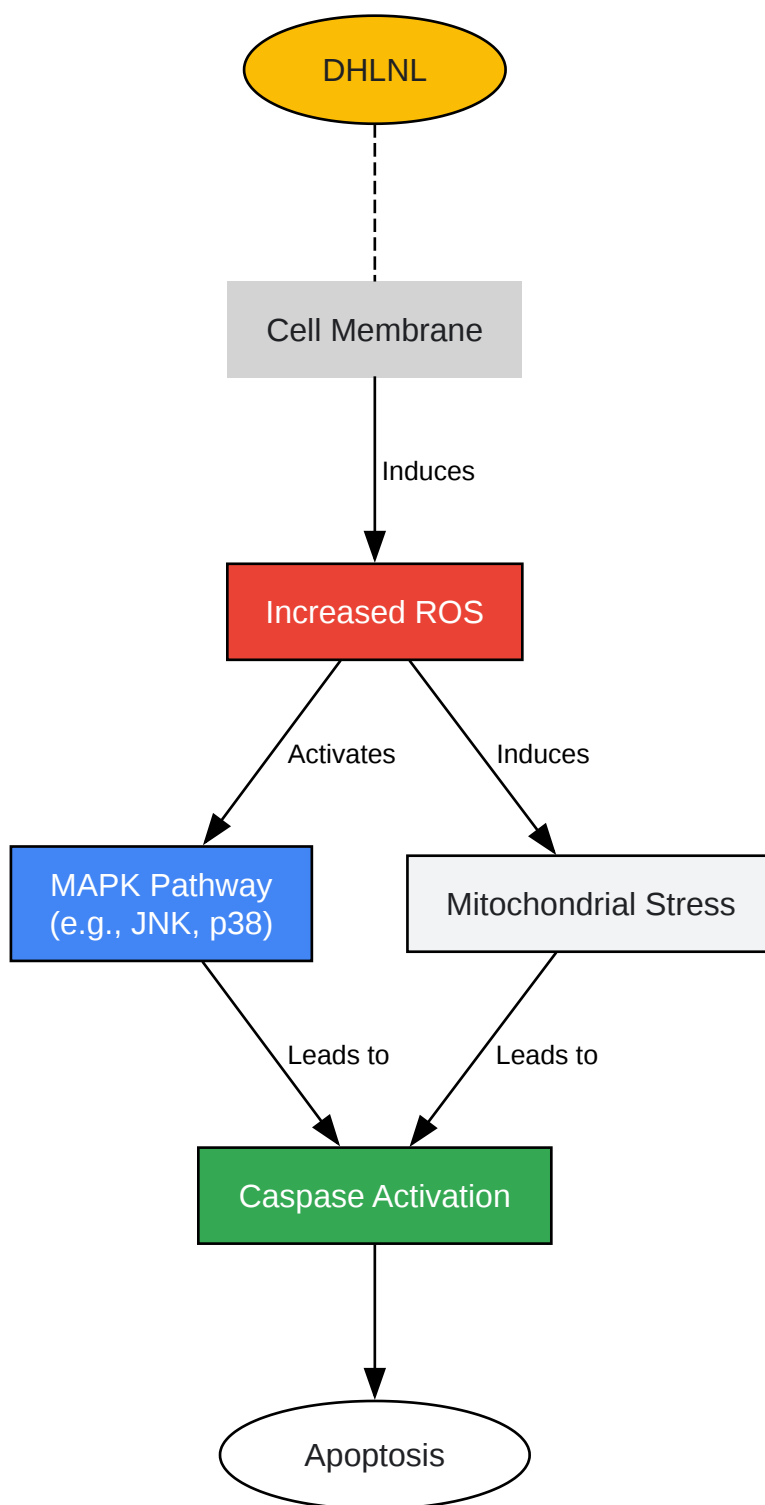 DHLNL
Cell Membrane
Induces
Increased ROS
Activates
Induces
MAPK Pathway
(e.g., JNK, p38)
Mitochondrial Stress
Leads to
Leads to
Caspase Activation
Apoptosis